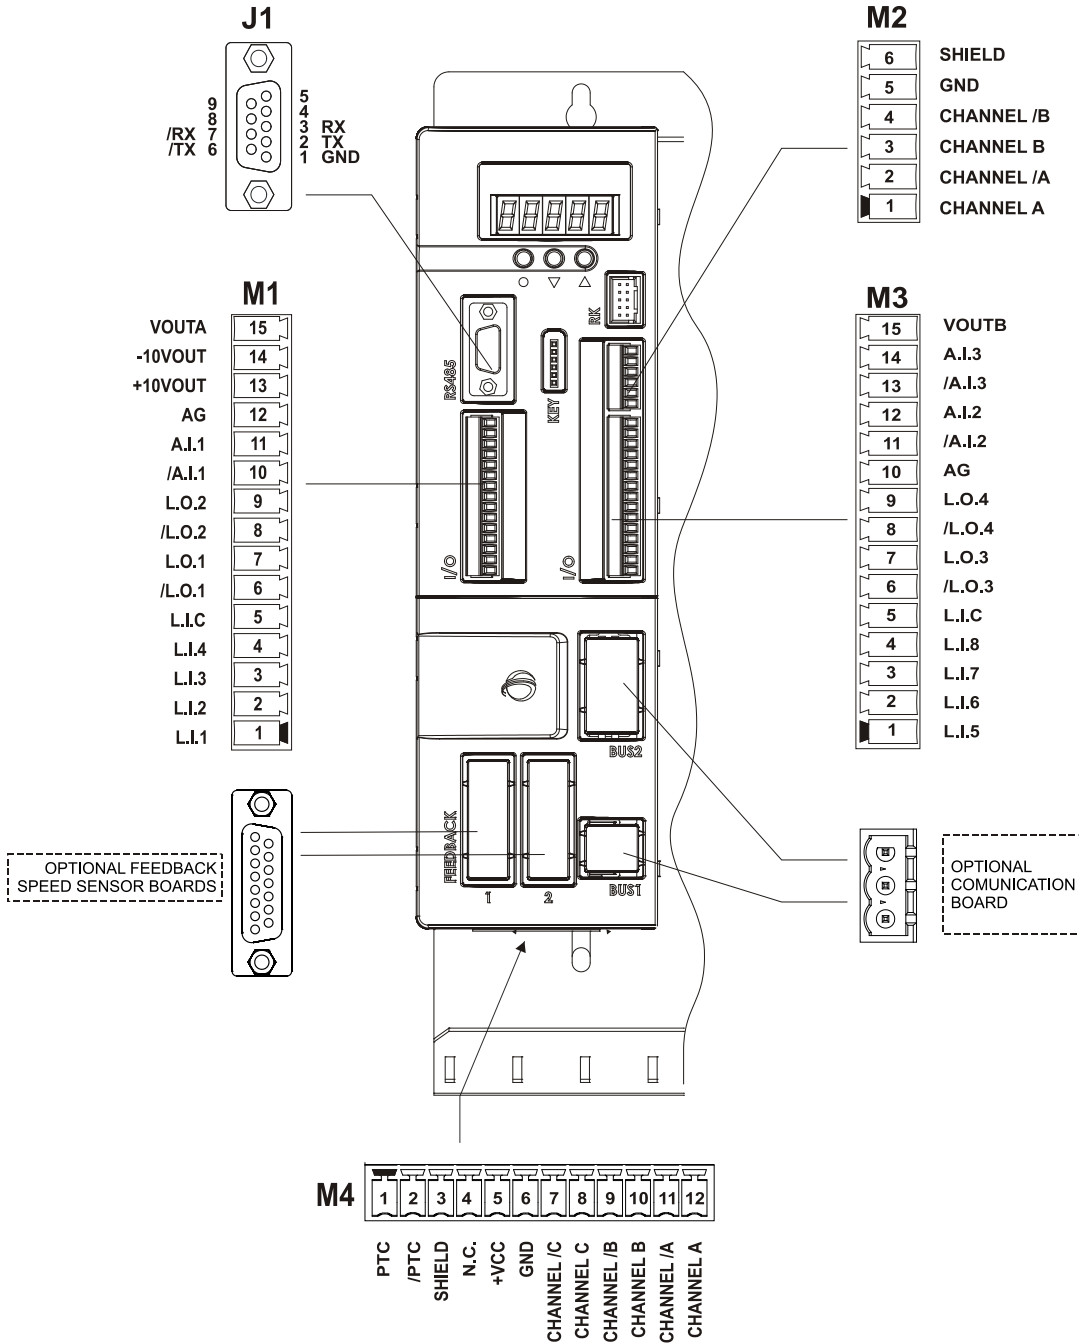 J1
9
8
/RX 7
/TX 6
5
4
3 RX
2 TX
1 GND
M2
6 SHIELD
5 GND
4 CHANNEL /B
3 CHANNEL B
2 CHANNEL /A
1 CHANNEL A
M1
VOUTA 15
-10VOUT 14
+10VOUT 13
AG 12
A.I.1 11
/A.I.1 10
L.O.2 9
/L.O.2 8
L.O.1 7
/L.O.1 6
L.I.C 5
L.I.4 4
L.I.3 3
L.I.2 2
L.I.1 1
RS485
KEY
RK
I/O
I/O
M3
15 VOUTB
14 A.I.3
13 /A.I.3
12 A.I.2
11 /A.I.2
10 AG
9 L.O.4
8 /L.O.4
7 L.O.3
6 /L.O.3
5 L.I.C
4 L.I.8
3 L.I.7
2 L.I.6
1 L.I.5
BUS2
FEEDBACK
1
2
BUS1
OPTIONAL FEEDBACK
SPEED SENSOR BOARDS
OPTIONAL
COMUNICATION
BOARD
M4
1 2 3 4 5 6 7 8 9 10 11 12
PTC
/PTC
SHIELD
N.C.
+VCC
GND
CHANNEL /C
CHANNEL C
CHANNEL /B
CHANNEL B
CHANNEL /A
CHANNEL A